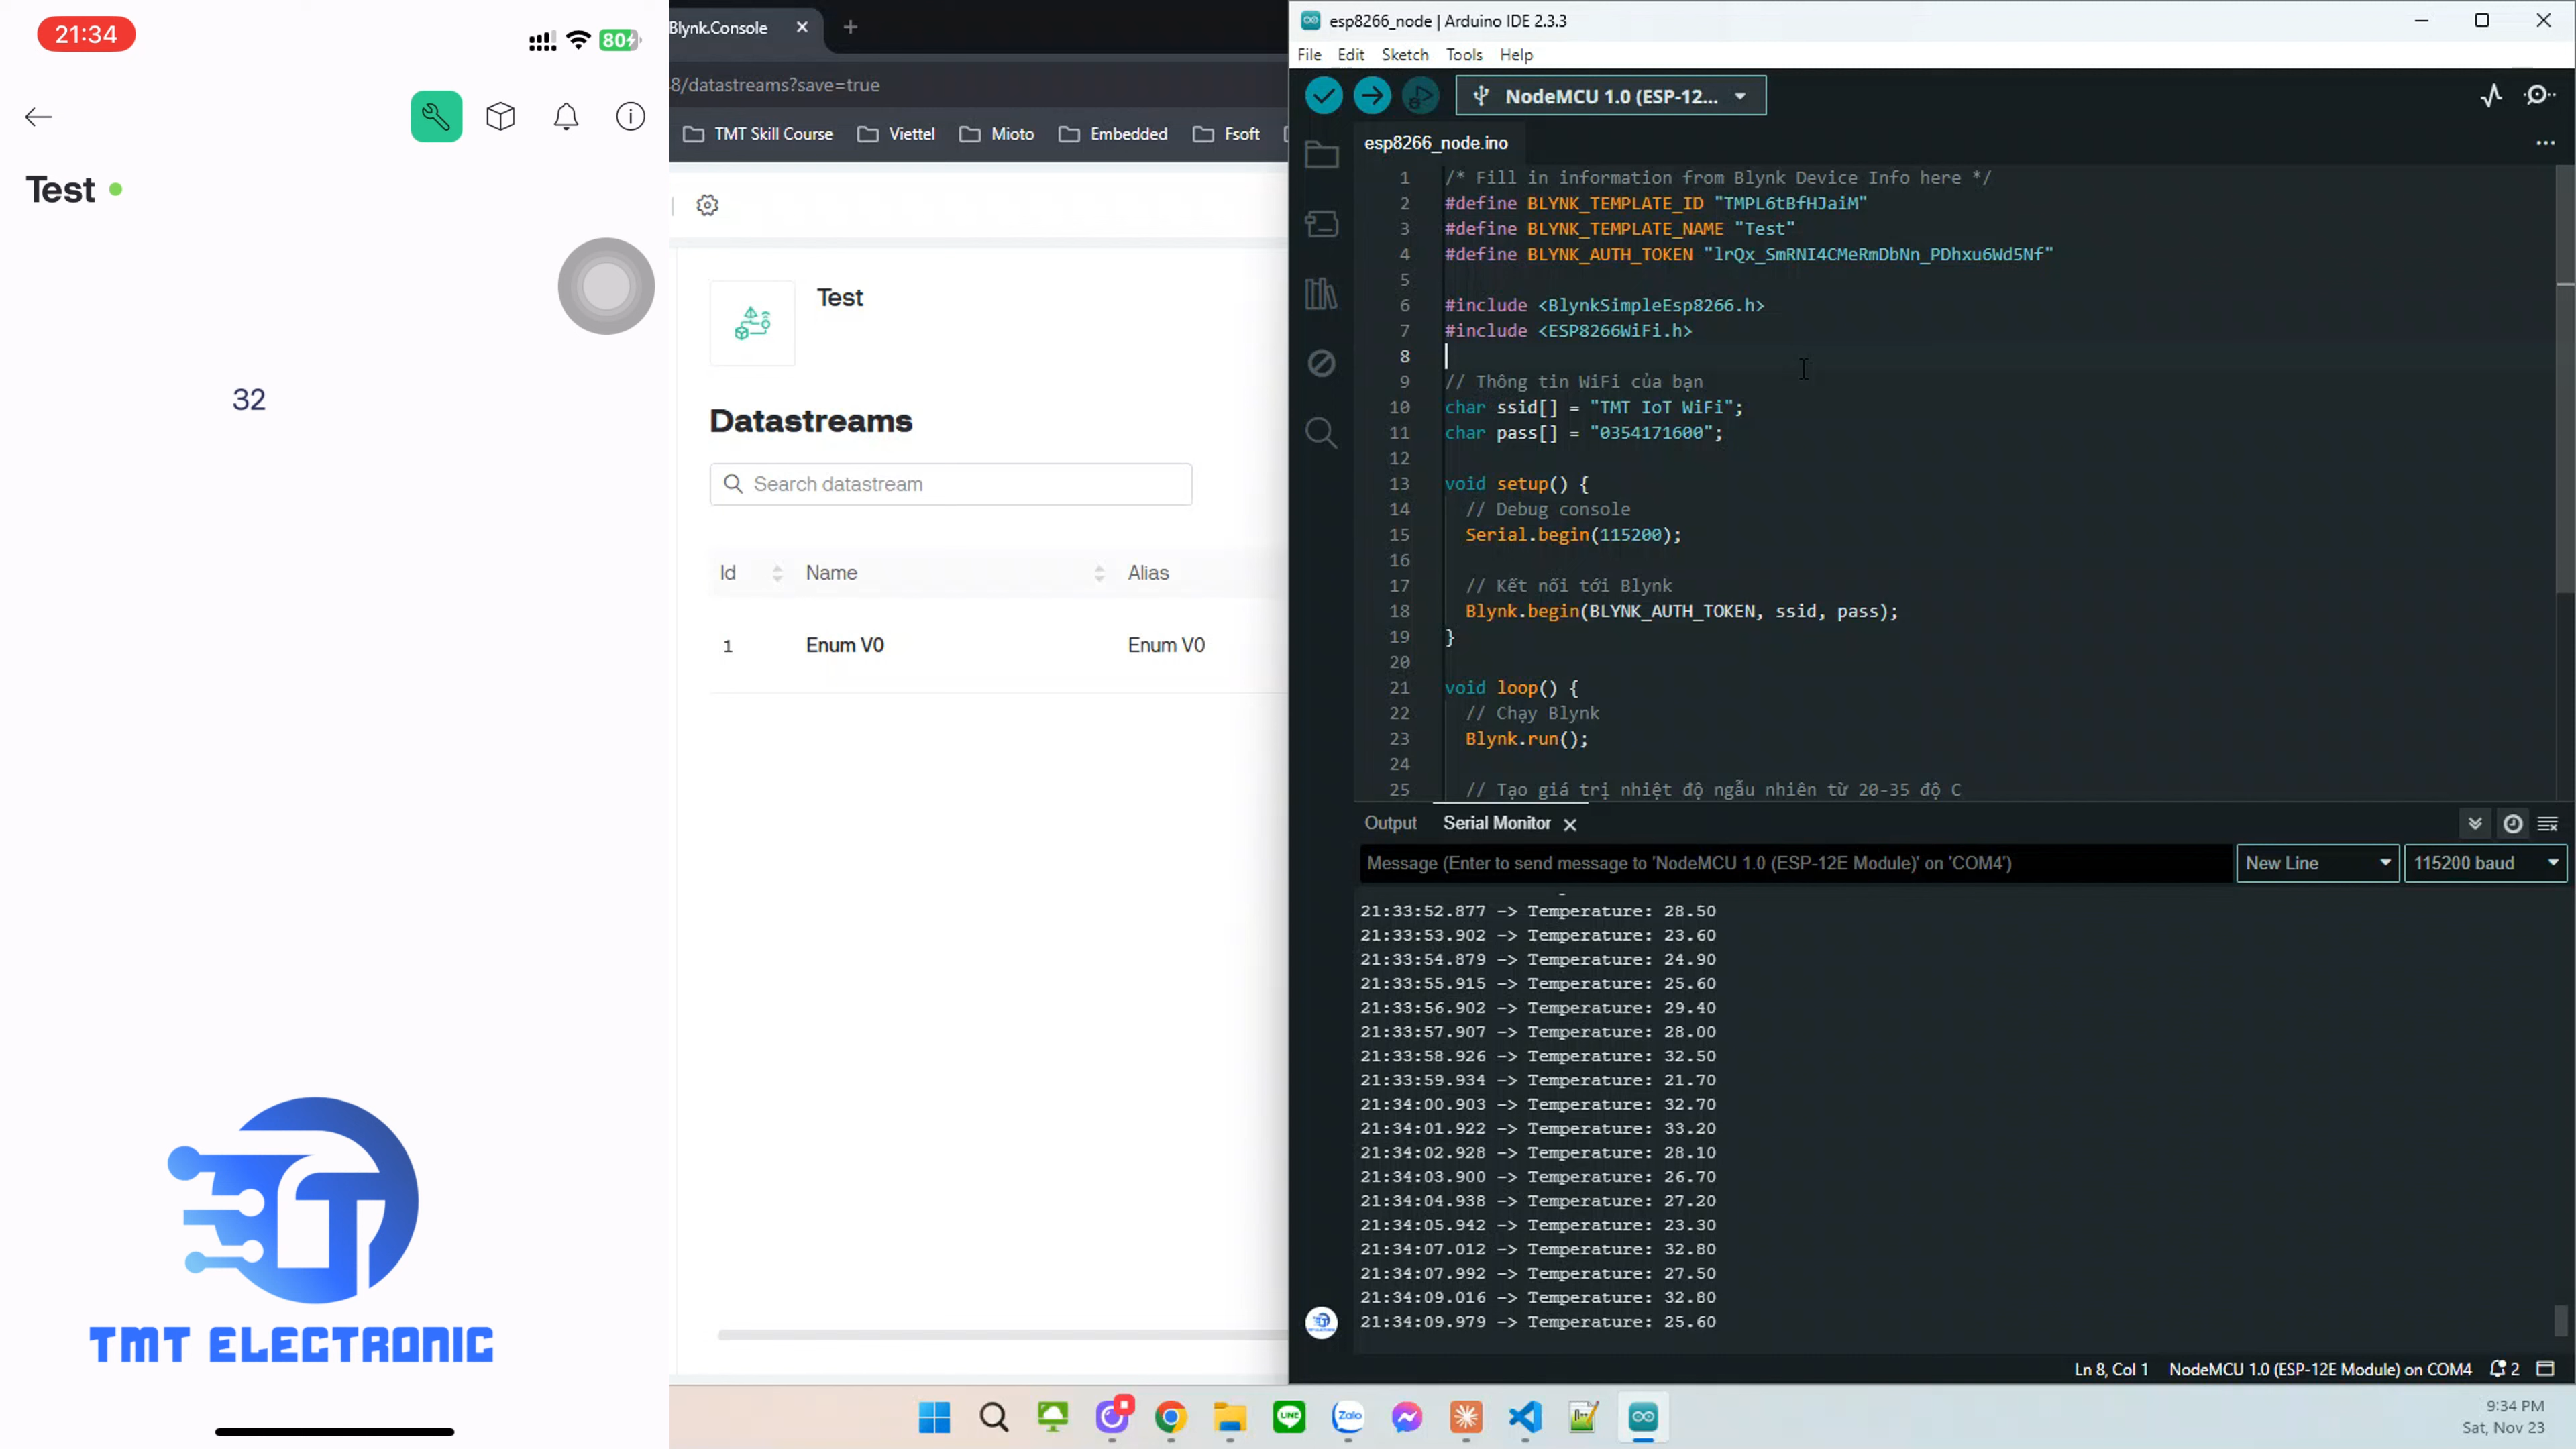 21:34
80
Test
32
TMT ELECTRONIC
Blynk.Console
8/datastreams?save=true
TMT Skill Course
Viettel
Mioto
Embedded
Fsoft
Test
Datastreams
Search datastream
Id Name Alias
1 Enum V0 Enum V0
esp8266_node | Arduino IDE 2.3.3
File Edit Sketch Tools Help
NodeMCU 1.0 (ESP-12...
esp8266_node.ino
1 /* Fill in information from Blynk Device Info here */
2 #define BLYNK_TEMPLATE_ID "TMPL6tBfHJaiM"
3 #define BLYNK_TEMPLATE_NAME "Test"
4 #define BLYNK_AUTH_TOKEN "lrQx_SmRNI4CMeRmDbNn_PDhxu6Wd5Nf"
5
6 #include <BlynkSimpleEsp8266.h>
7 #include <ESP8266WiFi.h>
8
9 // Thông tin WiFi của bạn
10 char ssid[] = "TMT IoT WiFi";
11 char pass[] = "0354171600";
12
13 void setup() {
14 // Debug console
15 Serial.begin(115200);
16
17 // Kết nối tới Blynk
18 Blynk.begin(BLYNK_AUTH_TOKEN, ssid, pass);
19 }
20
21 void loop() {
22 // Chạy Blynk
23 Blynk.run();
24
25 // Tạo giá trị nhiệt độ ngẫu nhiên từ 20-35 độ C
Output Serial Monitor
Message (Enter to send message to 'NodeMCU 1.0 (ESP-12E Module)' on 'COM4')
New Line
115200 baud
21:33:52.877 -> Temperature: 28.50
21:33:53.902 -> Temperature: 23.60
21:33:54.879 -> Temperature: 24.90
21:33:55.915 -> Temperature: 25.60
21:33:56.902 -> Temperature: 29.40
21:33:57.907 -> Temperature: 28.00
21:33:58.926 -> Temperature: 32.50
21:33:59.934 -> Temperature: 21.70
21:34:00.903 -> Temperature: 32.70
21:34:01.922 -> Temperature: 33.20
21:34:02.928 -> Temperature: 28.10
21:34:03.900 -> Temperature: 26.70
21:34:04.938 -> Temperature: 27.20
21:34:05.942 -> Temperature: 23.30
21:34:07.012 -> Temperature: 32.80
21:34:07.992 -> Temperature: 27.50
21:34:09.016 -> Temperature: 32.80
21:34:09.979 -> Temperature: 25.60
Ln 8, Col 1 NodeMCU 1.0 (ESP-12E Module) on COM4 2
LINE
Zalo
9:34 PM
Sat, Nov 23